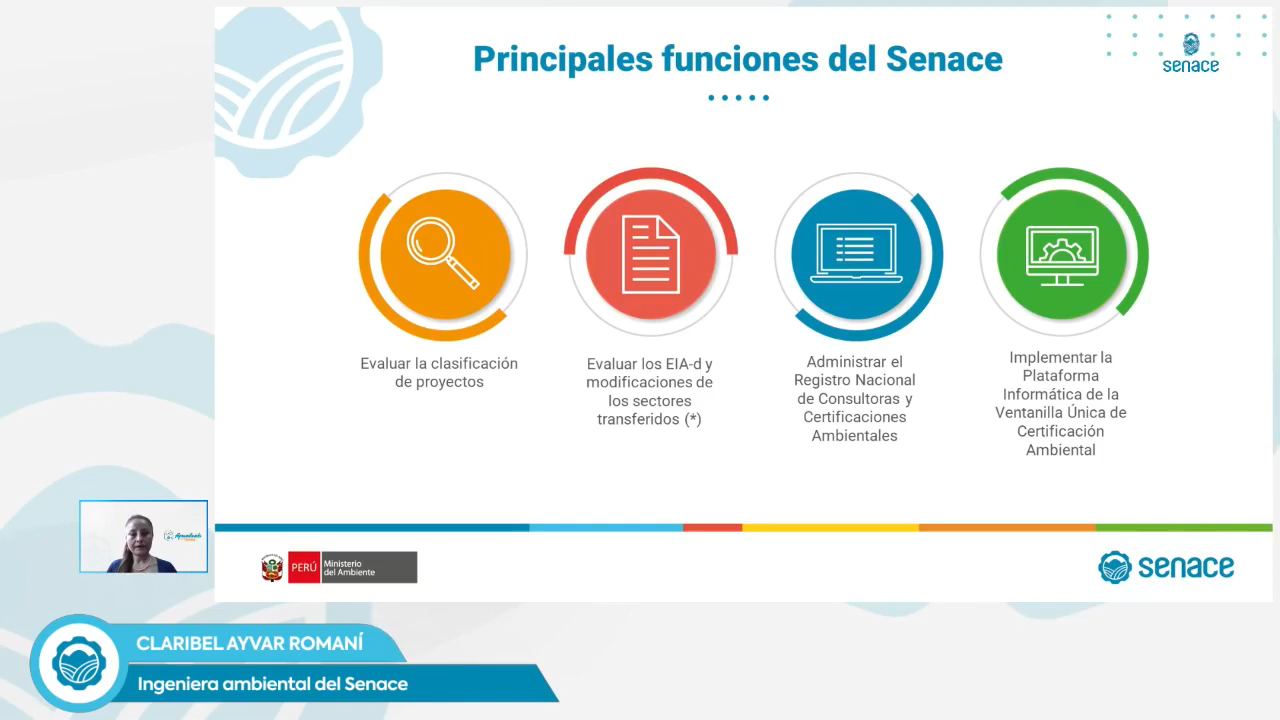 Principales funciones del Senace
senace
Evaluar la clasificación
de proyectos
Evaluar los EIA-d y
modificaciones de
los sectores
transferidos (*)
Administrar el
Registro Nacional
de Consultoras y
Certificaciones
Ambientales
Implementar la
Plataforma
Informática de la
Ventanilla Única de
Certificación
Ambiental
PERÚ
Ministerio
del Ambiente
senace
CLARIBEL AYVAR ROMANÍ
Ingeniera ambiental del Senace